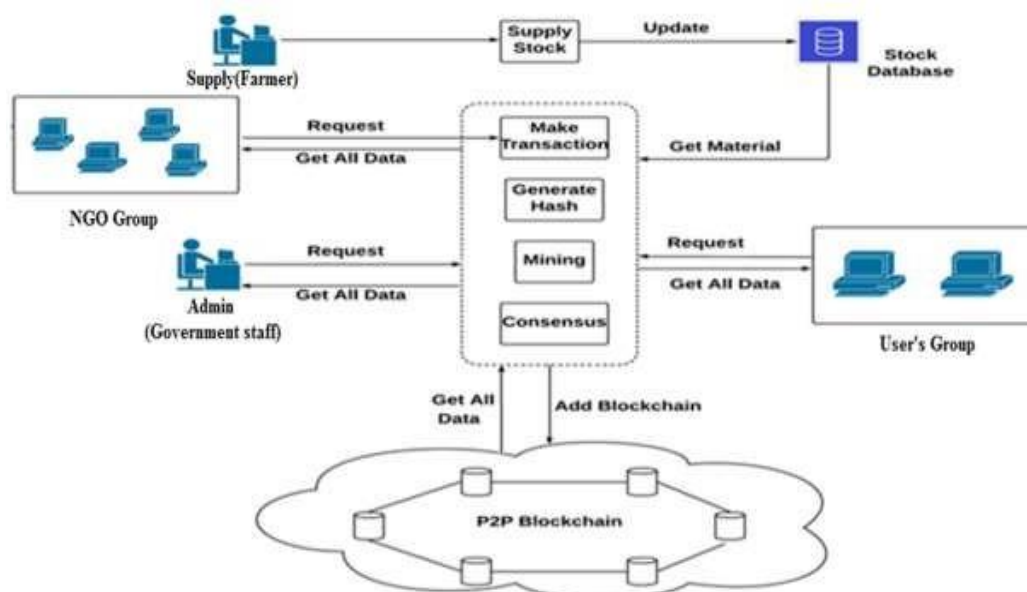 Supply
Stock
Update
Stock
Database
Supply(Farmer)
Request
Get All Data
NGO Group
Make
Transaction
Get Material
Generate
Hash
Request
Get All Data
Admin
(Government staff)
Mining
Consensus
Request
Get All Data
User's Group
Get All
Data
Add Blockchain
P2P Blockchain